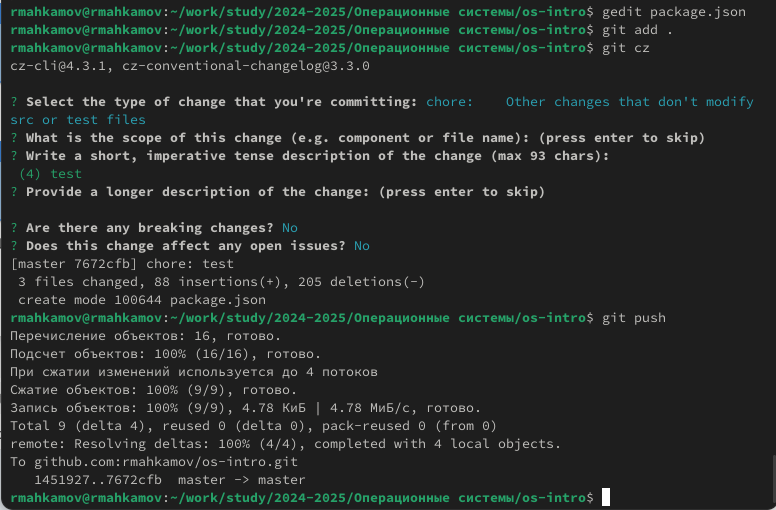 rmahkamov@rmahkamov:~/work/study/2024-2025/Операционные системы/os-intro$ gedit package.json
rmahkamov@rmahkamov:~/work/study/2024-2025/Операционные системы/os-intro$ git add .
rmahkamov@rmahkamov:~/work/study/2024-2025/Операционные системы/os-intro$ git cz
cz-cli@4.3.1, cz-conventional-changelog@3.3.0
? Select the type of change that you're committing: chore:    Other changes that don't modify
src or test files
? What is the scope of this change (e.g. component or file name): (press enter to skip)
? Write a short, imperative tense description of the change (max 93 chars):
 (4) test
? Provide a longer description of the change: (press enter to skip)
? Are there any breaking changes? No
? Does this change affect any open issues? No
[master 7672cfb] chore: test
 3 files changed, 88 insertions(+), 205 deletions(-)
 create mode 100644 package.json
rmahkamov@rmahkamov:~/work/study/2024-2025/Операционные системы/os-intro$ git push
Перечисление объектов: 16, готово.
Подсчет объектов: 100% (16/16), готово.
При сжатии изменений используется до 4 потоков
Сжатие объектов: 100% (9/9), готово.
Запись объектов: 100% (9/9), 4.78 КиБ | 4.78 МиБ/с, готово.
Total 9 (delta 4), reused 0 (delta 0), pack-reused 0 (from 0)
remote: Resolving deltas: 100% (4/4), completed with 4 local objects.
To github.com:rmahkamov/os-intro.git
   1451927..7672cfb  master -> master
rmahkamov@rmahkamov:~/work/study/2024-2025/Операционные системы/os-intro$